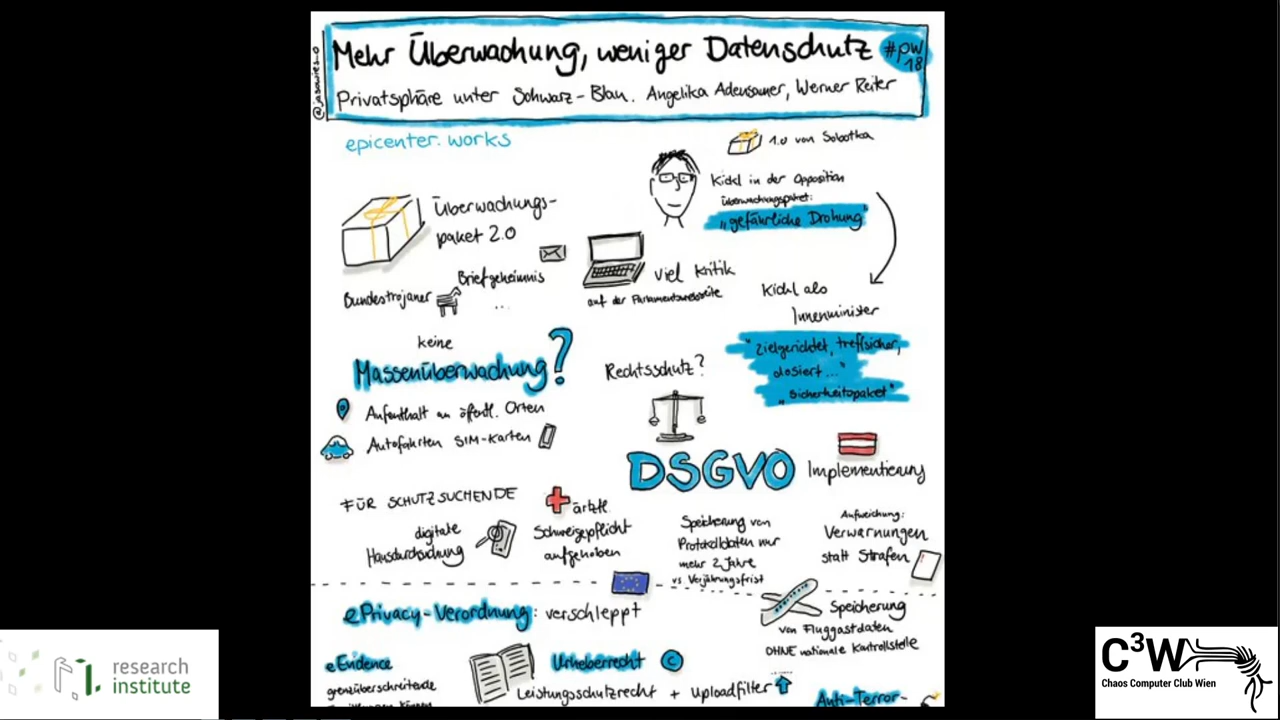 Mehr Überwachung, weniger Datenschutz
#pw
18
@jasowies_o
Privatsphäre unter Schwarz-Blau. Angelika Adensamer, Werner Reiter
epicenter.works
1.0 von Sobotka
Kickl in der Opposition
Überwachungspaket:
"gefährliche Drohung"
Überwachungs-
paket 2.0
Briefgeheimnis
Bundestrojaner
...
viel Kritik
auf der Parlamentswebseite
Kickl als
Innenminister
"zielgerichtet, treffsicher,
dosiert..."
"Sicherheitspaket"
keine
Massenüberwachung?
Aufenthalt an öffentl. Orten
Autofahrten SIM-Karten
Rechtsschutz?
DSGVO Implementierung
FÜR SCHUTZSUCHENDE
digitale
Hausdurchsuchung
ärztl.
Schweigepflicht
aufgehoben
Speicherung von
Protokolldaten nur
mehr 2 Jahre
vs Verjährungsfrist
Aufweichung:
Verwarnungen
statt Strafen
ePrivacy-Verordnung: verschleppt
Speicherung
von Fluggastdaten
OHNE nationale Kontrollstelle
eEvidence
grenzüberschreitende
Urheberrecht C
Leistungsschutzrecht + Uploadfilter
Anti-Terror-
research
institute
C3W
Chaos Computer Club Wien